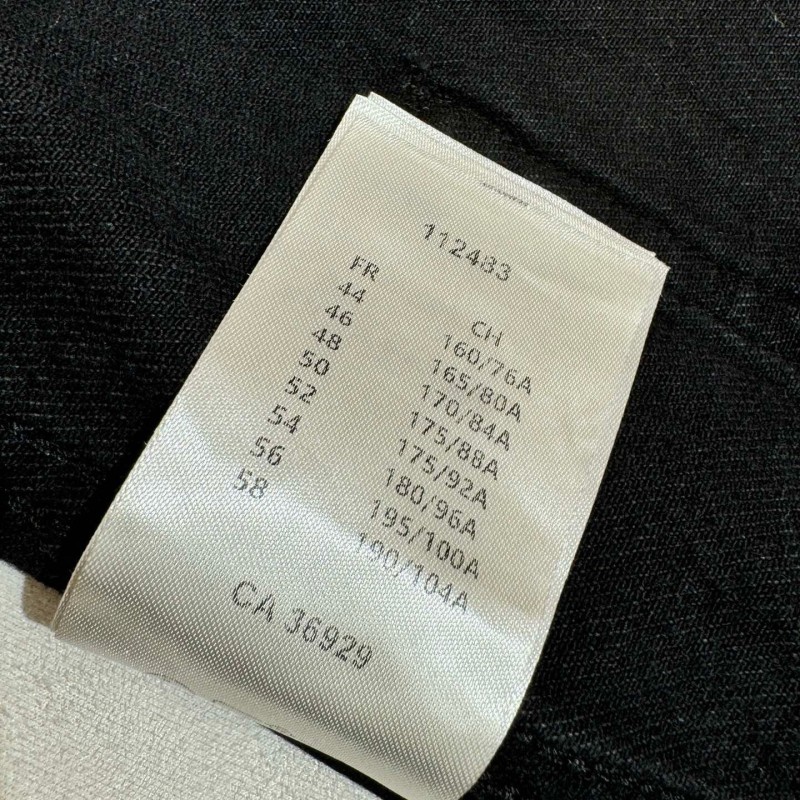 112483
FR CH
44 160/76A
46 165/80A
48 170/84A
50 175/88A
52 175/92A
54 180/96A
56 195/100A
58 190/104A
CA 36929